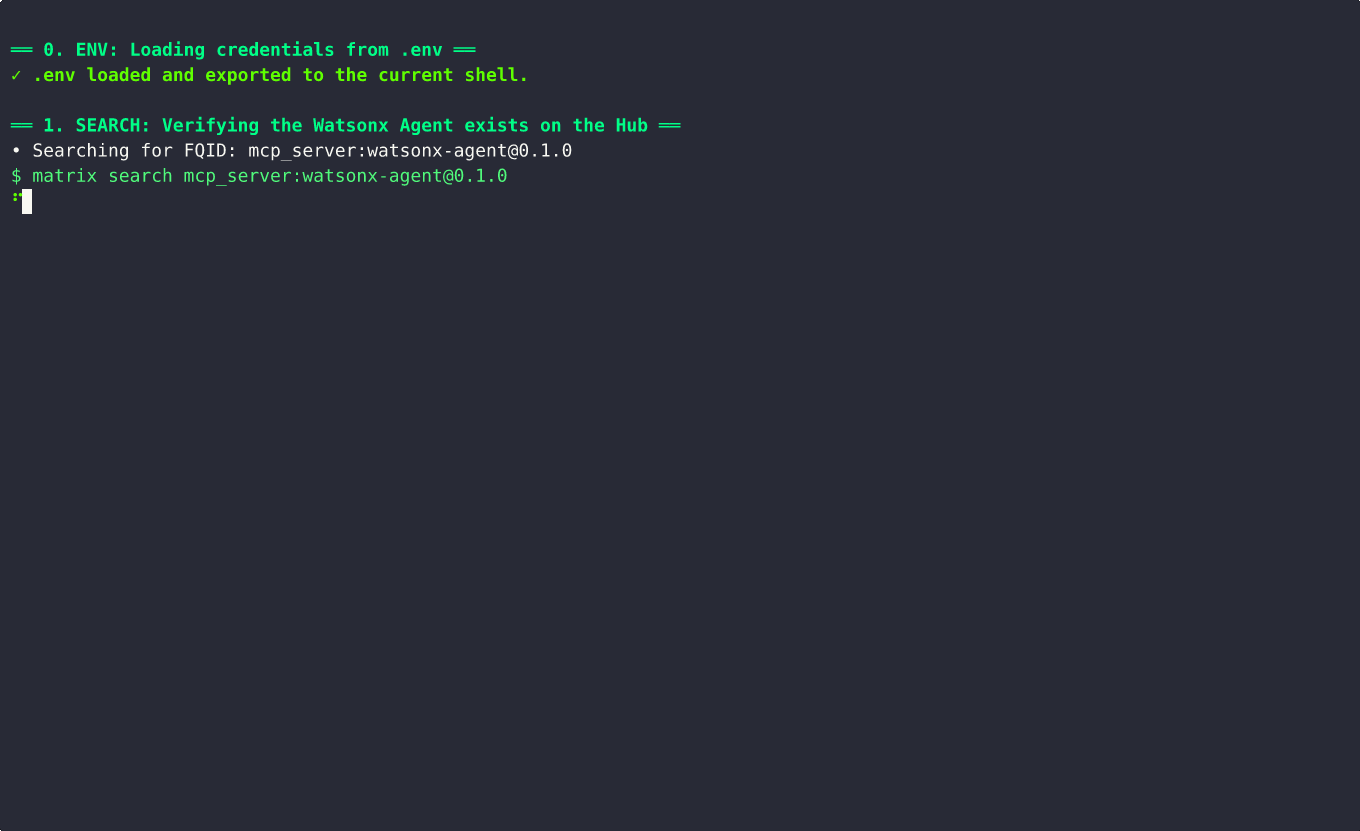 ══ 0. ENV: Loading credentials from .env ══
✓ .env loaded and exported to the current shell.
══ 1. SEARCH: Verifying the Watsonx Agent exists on the Hub ══
• Searching for FQID: mcp_server:watsonx-agent@0.1.0
$ matrix search mcp_server:watsonx-agent@0.1.0